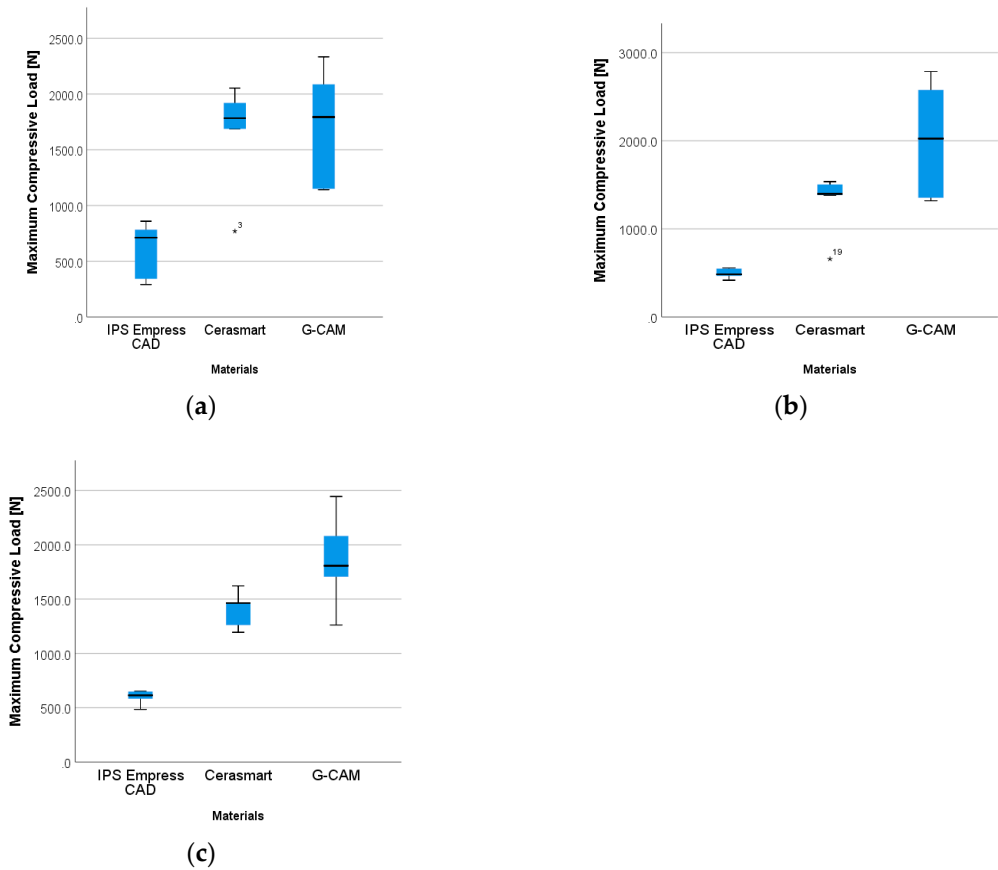 Maximum Compressive Load [N]
2500.0
2000.0
1500.0
1000.0
500.0
.0
*3
IPS Empress CAD
Cerasmart
G-CAM
Materials
(a)
Maximum Compressive Load [N]
3000.0
2000.0
1000.0
.0
*19
IPS Empress CAD
Cerasmart
G-CAM
Materials
(b)
Maximum Compressive Load [N]
2500.0
2000.0
1500.0
1000.0
500.0
.0
IPS Empress CAD
Cerasmart
G-CAM
Materials
(c)